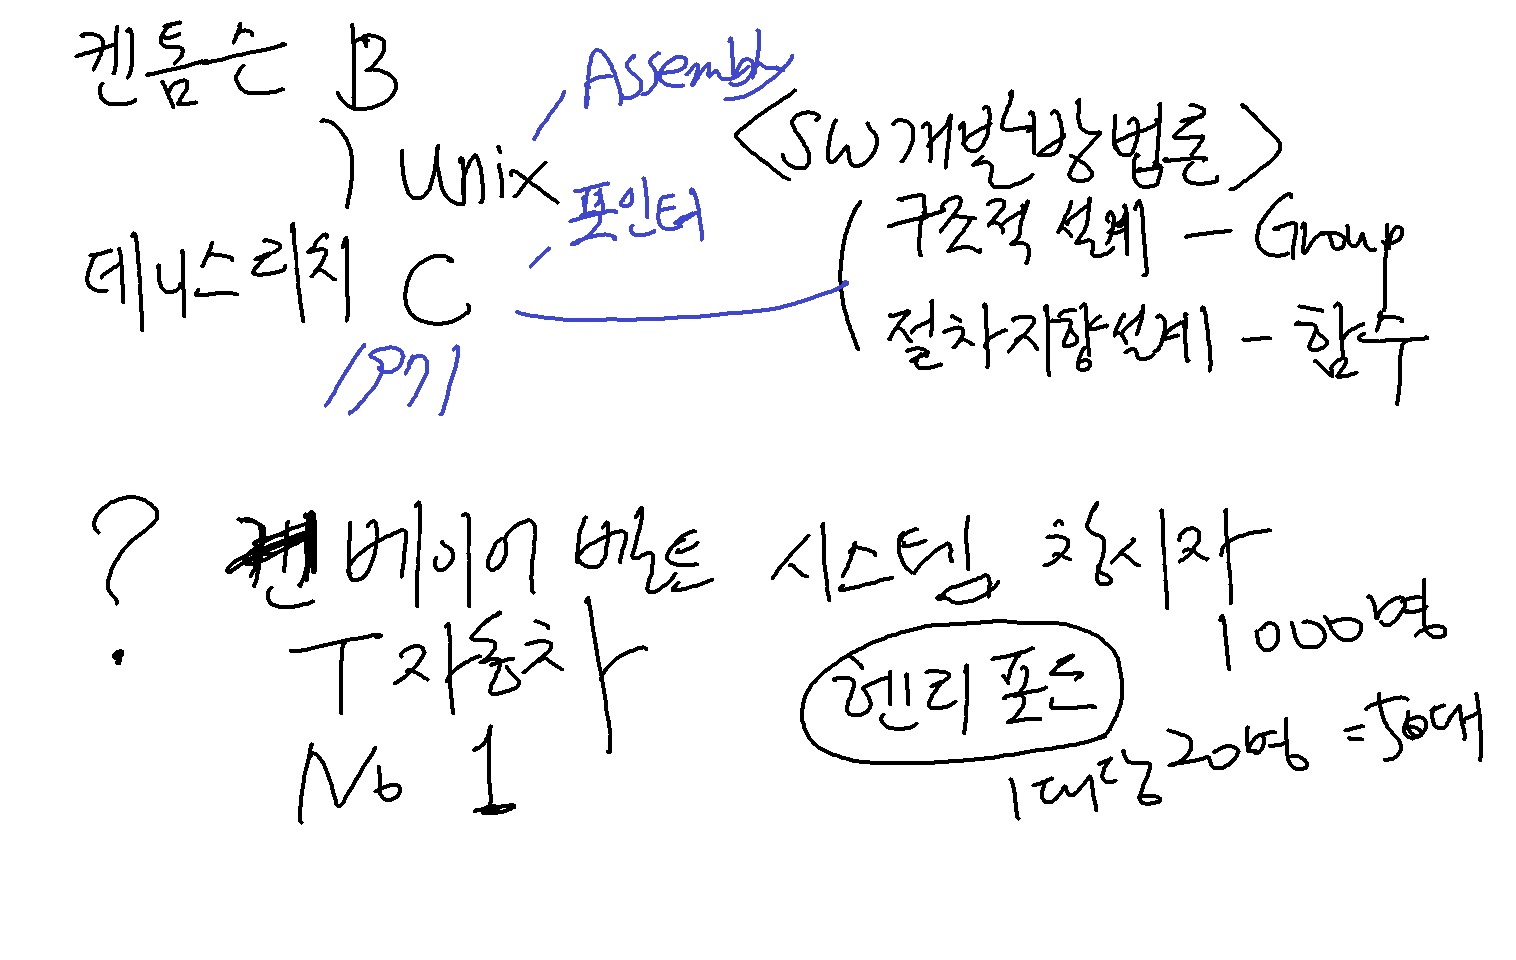 켄톰슨 B
Assembly
Unix
포인터
데니스리치 C
<SW개발방법론>
구조적 설계 - Group
절차지향설계 - 함수
? 벤 베이어 벨트 시스템 창시자
T 자동차
헨리 포드
1000명
1대당 20명 = 50대
No 1